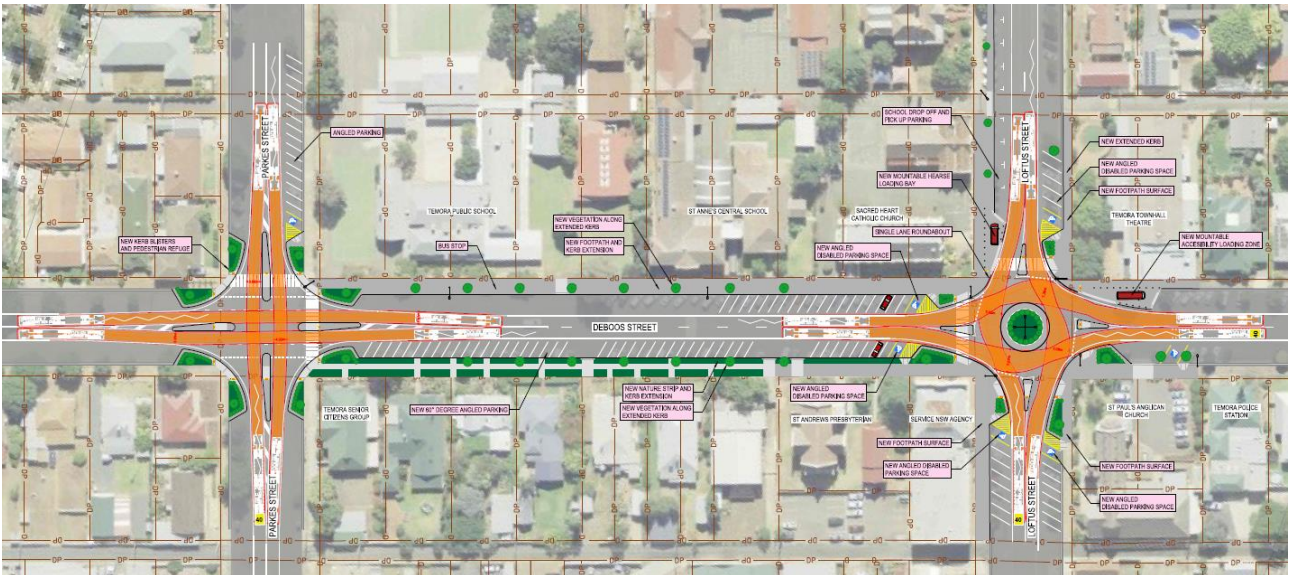 ANGLED PARKING
PARKES STREET
TEMORA PUBLIC SCHOOL
NEW KERB BLISTERS
AND PEDESTRIAN REFUGE
BUS STOP
NEW VEGETATION ALONG
EXTENDED KERB
NEW FOOTPATH AND
KERB EXTENSION
ST ANNE'S CENTRAL SCHOOL
SCHOOL DROP OFF AND
PICK UP PARKING
NEW MOUNTABLE HEARSE
LOADING BAY
SACRED HEART
CATHOLIC CHURCH
SINGLE LANE ROUNDABOUT
NEW ANGLED
DISABLED PARKING SPACE
LOFTUS STREET
NEW EXTENDED KERB
NEW ANGLED
DISABLED PARKING SPACE
NEW FOOTPATH SURFACE
TEMORA TOWNHALL
THEATRE
NEW MOUNTABLE
ACCESIBILITY LOADING ZONE
DEBOOS STREET
40
TEMORA SENIOR
CITIZENS GROUP
NEW 60° DEGREE ANGLED PARKING
NEW NATURE STRIP AND
KERB EXTENSION
NEW VEGETATION ALONG
EXTENDED KERB
NEW ANGLED
DISABLED PARKING SPACE
ST ANDREWS PRESBYTERIAN
SERVICE NSW AGENCY
NEW FOOTPATH SURFACE
NEW ANGLED DISABLED
PARKING SPACE
ST PAUL'S ANGLICAN
CHURCH
TEMORA POLICE
STATION
NEW FOOTPATH SURFACE
NEW ANGLED
DISABLED PARKING SPACE
PARKES STREET
40
LOFTUS STREET
40